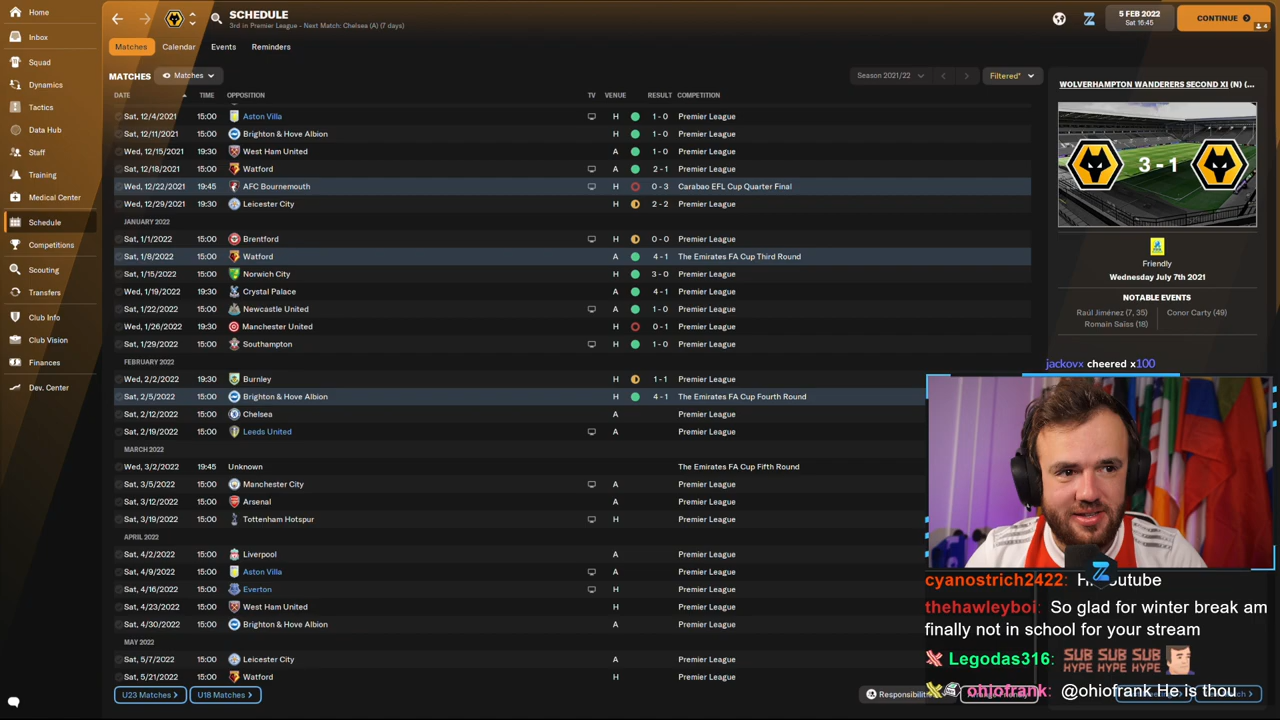 Home
Inbox
Squad
Dynamics
Tactics
Data Hub
Staff
Training
Medical Center
Schedule
Competitions
Scouting
Transfers
Club Info
Club Vision
Finances
Dev. Center
SCHEDULE
3rd in Premier League - Next Match: Chelsea (A) (7 days)
5 FEB 2022
Sat 16:45
CONTINUE
4
Matches Calendar Events Reminders
MATCHES Matches Season 2021/22 Filtered*
DATE TIME OPPOSITION TV VENUE RESULT COMPETITION
Sat, 12/4/2021 15:00 Aston Villa H 1 - 0 Premier League
Sat, 12/11/2021 15:00 Brighton & Hove Albion H 1 - 0 Premier League
Wed, 12/15/2021 19:30 West Ham United A 1 - 0 Premier League
Sat, 12/18/2021 15:00 Watford A 2 - 1 Premier League
Wed, 12/22/2021 19:45 AFC Bournemouth H 0 - 3 Carabao EFL Cup Quarter Final
Wed, 12/29/2021 19:30 Leicester City H 2 - 2 Premier League
JANUARY 2022
Sat, 1/1/2022 15:00 Brentford H 0 - 0 Premier League
Sat, 1/8/2022 15:00 Watford A 4 - 1 The Emirates FA Cup Third Round
Sat, 1/15/2022 15:00 Norwich City H 3 - 0 Premier League
Wed, 1/19/2022 19:30 Crystal Palace A 4 - 1 Premier League
Sat, 1/22/2022 15:00 Newcastle United A 1 - 0 Premier League
Wed, 1/26/2022 19:30 Manchester United H 0 - 1 Premier League
Sat, 1/29/2022 15:00 Southampton H 1 - 0 Premier League
FEBRUARY 2022
Wed, 2/2/2022 19:30 Burnley H 1 - 1 Premier League
Sat, 2/5/2022 15:00 Brighton & Hove Albion H 4 - 1 The Emirates FA Cup Fourth Round
Sat, 2/12/2022 15:00 Chelsea A Premier League
Sat, 2/19/2022 15:00 Leeds United A Premier League
MARCH 2022
Wed, 3/2/2022 19:45 Unknown The Emirates FA Cup Fifth Round
Sat, 3/5/2022 15:00 Manchester City A Premier League
Sat, 3/12/2022 15:00 Arsenal A Premier League
Sat, 3/19/2022 15:00 Tottenham Hotspur H Premier League
APRIL 2022
Sat, 4/2/2022 15:00 Liverpool A Premier League
Sat, 4/9/2022 15:00 Aston Villa A Premier League
Sat, 4/16/2022 15:00 Everton H Premier League
Sat, 4/23/2022 15:00 West Ham United H Premier League
Sat, 4/30/2022 15:00 Brighton & Hove Albion A Premier League
MAY 2022
Sat, 5/7/2022 15:00 Leicester City A Premier League
Sat, 5/21/2022 15:00 Watford H Premier League
U23 Matches U18 Matches
WOLVERHAMPTON WANDERERS SECOND XI (N) (...
3 - 1
Friendly
Wednesday July 7th 2021
NOTABLE EVENTS
Raúl Jiménez (7, 35) Conor Carty (49)
Romain Saïss (18)
jackovx cheered x100
cyanostrich2422:
thehawleyboi: So glad for winter break am
finally not in school for your stream
Legodas316: SUB HYPE SUB HYPE SUB HYPE
ohiofrank: @ohiofrank He is thou